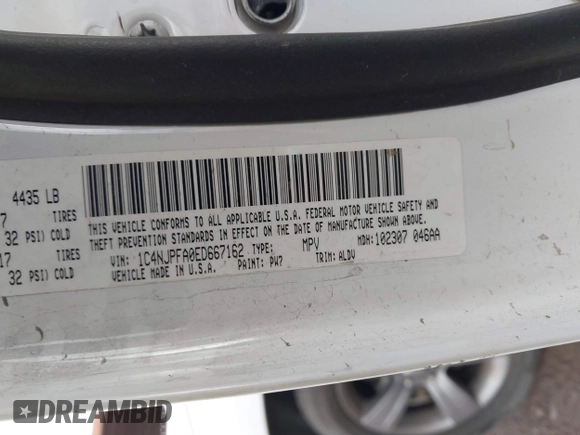 4435 LB
7 TIRES
32 PSI) COLD
17 TIRES
32 PSI) COLD
THIS VEHICLE CONFORMS TO ALL APPLICABLE U.S.A. FEDERAL MOTOR VEHICLE SAFETY AND
THEFT PREVENTION STANDARDS IN EFFECT ON THE DATE OF MANUFACTURE SHOWN ABOVE.
VIN: 1C4NJPFA0ED667162 TYPE: MPV MDH: 102307 046AA
VEHICLE MADE IN U.S.A. PAINT: PW7 TRIM: ALDV
DREAMBID